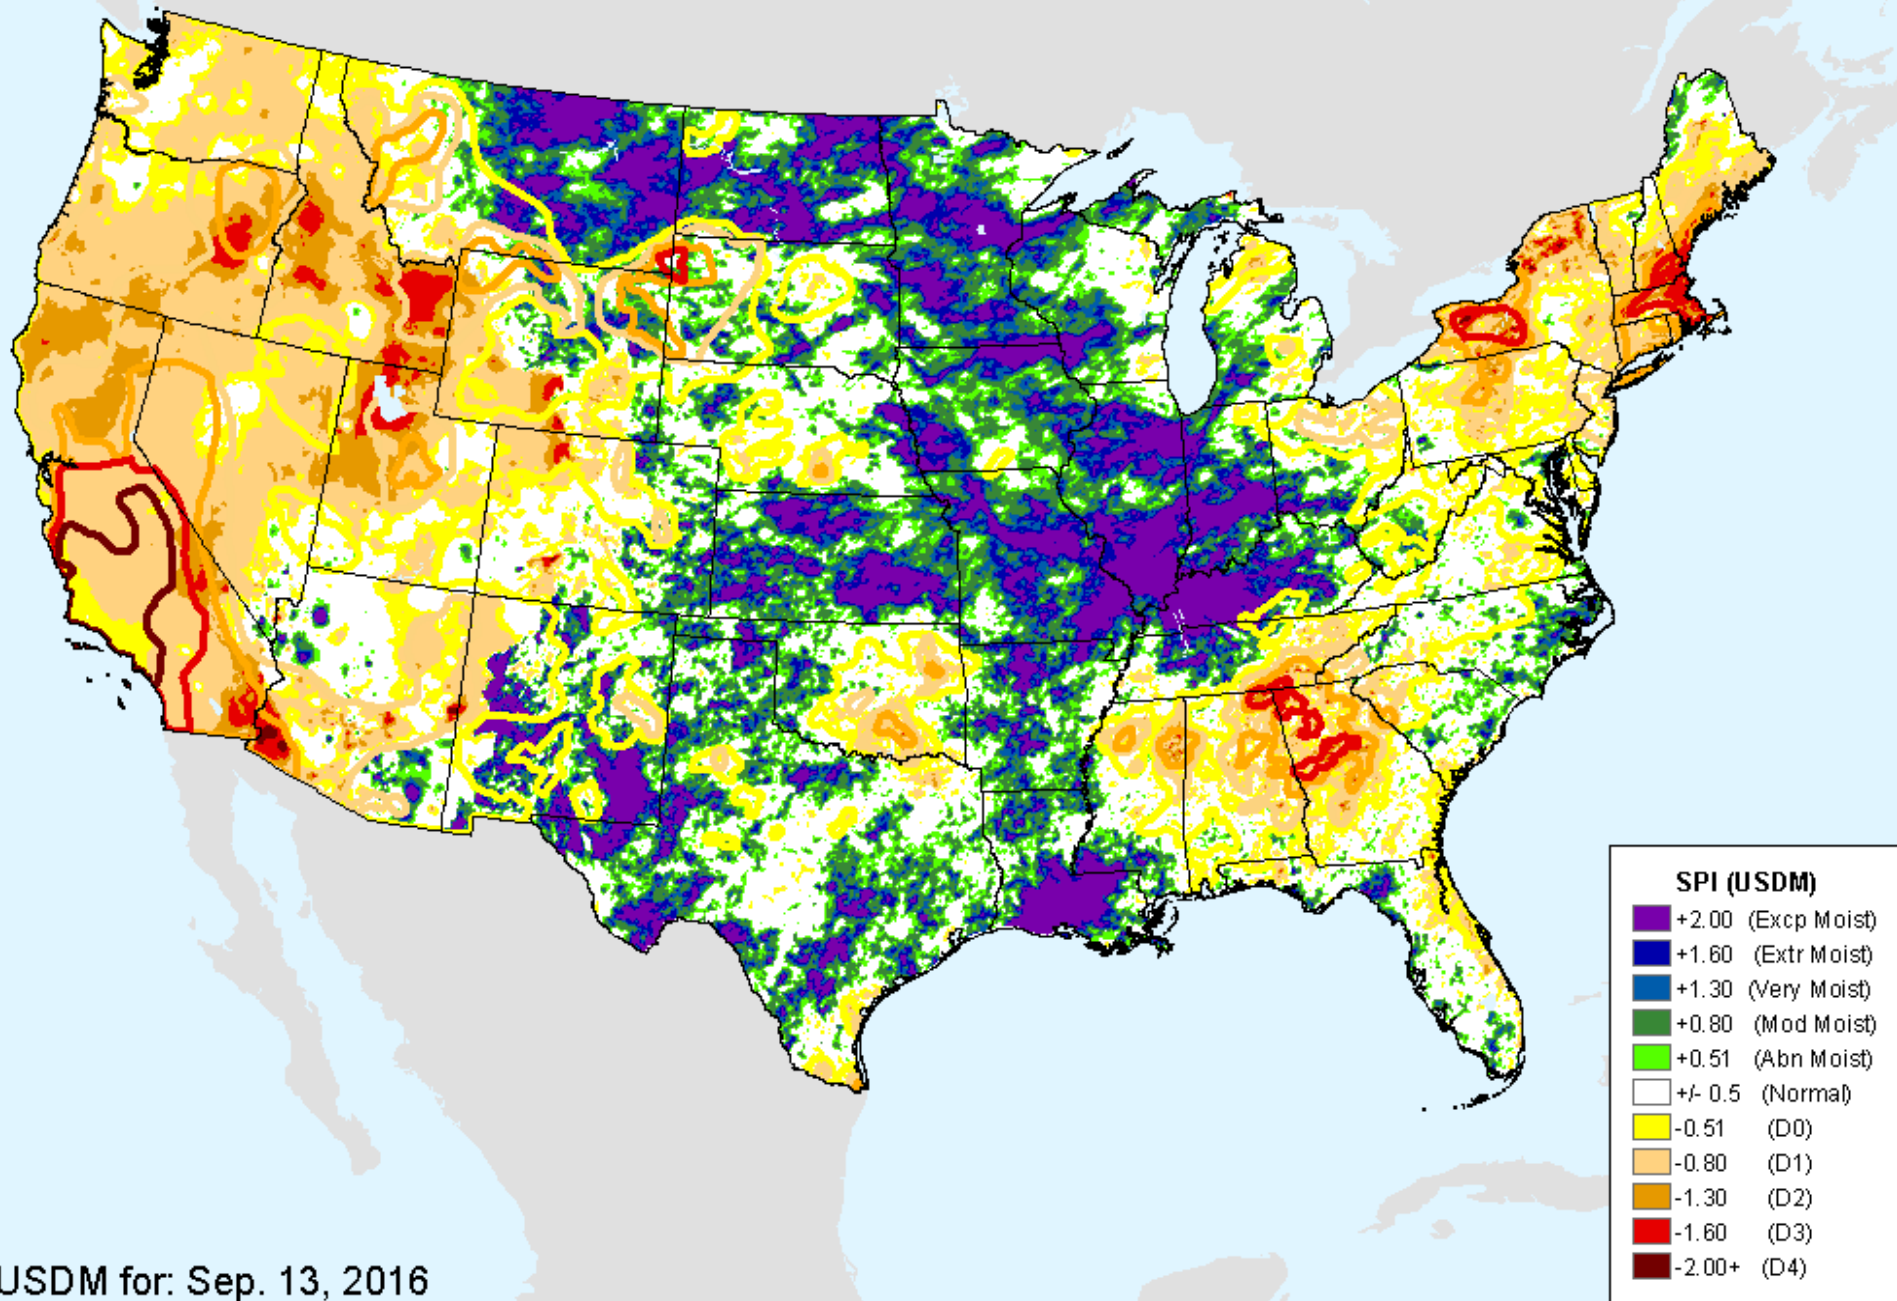 SPI (USDM)
+2.00 (Excp Moist)
+1.60 (Extr Moist)
+1.30 (Very Moist)
+0.80 (Mod Moist)
+0.51 (Abn Moist)
+/- 0.5 (Normal)
-0.51 (D0)
-0.80 (D1)
-1.30 (D2)
-1.60 (D3)
-2.00+ (D4)
USDM for: Sep. 13, 2016